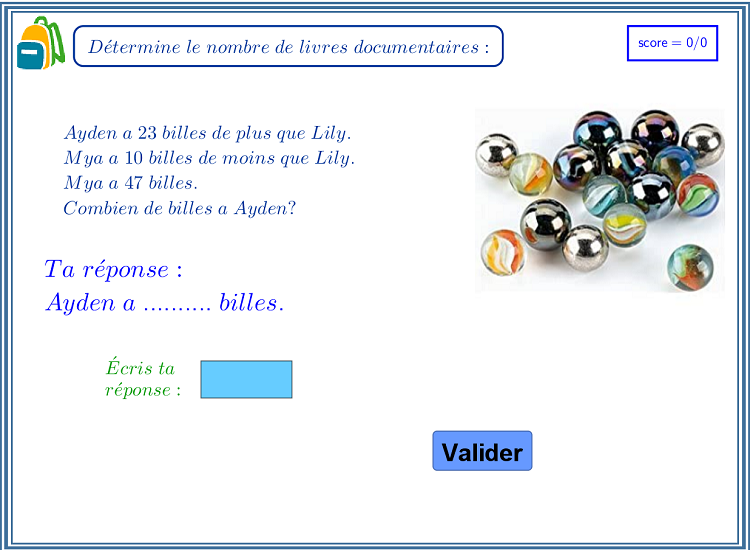 Détermine le nombre de livres documentaires :
score = 0/0
Ayden a 23 billes de plus que Lily.
Mya a 10 billes de moins que Lily.
Mya a 47 billes.
Combien de billes a Ayden?
Ta réponse :
Ayden a .......... billes.
Écris ta
réponse :
Valider